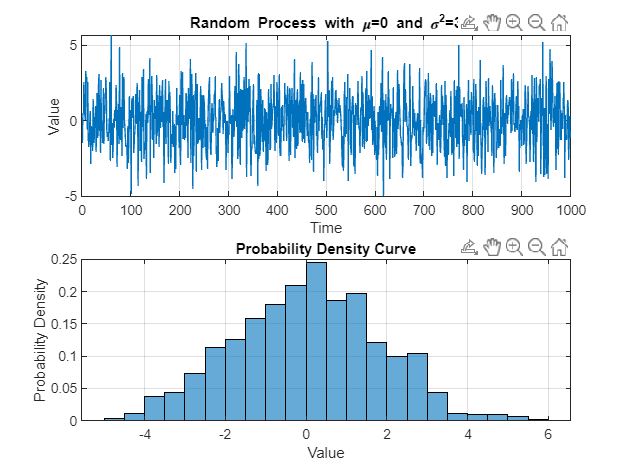 Random Process with μ=0 and σ²=3
5
0
-5
Value
0 100 200 300 400 500 600 700 800 900 1000
Time
Probability Density Curve
0.25
0.2
0.15
0.1
0.05
0
Probability Density
-4 -2 0 2 4 6
Value